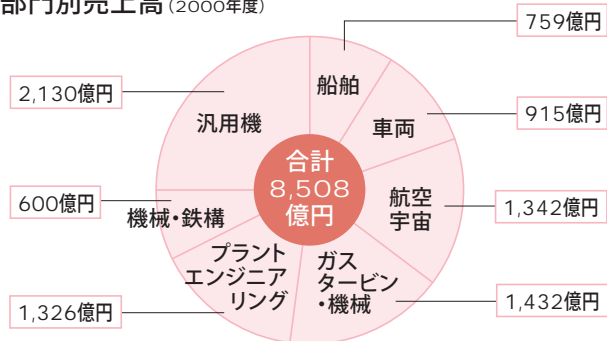 部門別売上高(2000年度)
759億円
船舶
2,130億円
汎用機
車両
915億円
合計
8,508
億円
航空
宇宙
1,342億円
600億円
機械・鉄構
プラント
エンジニア
リング
ガス
タービン
・機械
1,326億円
1,432億円